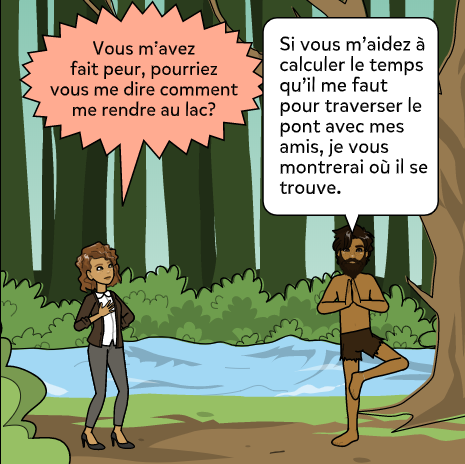 Vous m'avez
fait peur, pourriez
vous me dire comment
me rendre au lac?
Si vous m'aidez à
calculer le temps
qu'il me faut
pour traverser le
pont avec mes
amis, je vous
montrerai où il se
trouve.